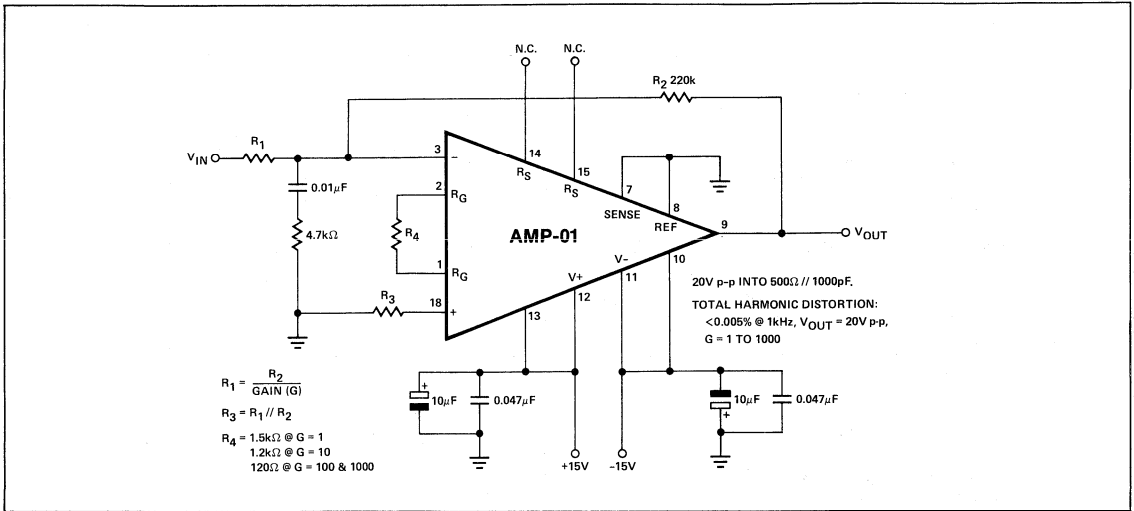 N.C. N.C.
R2 220k
R1
VIN
3 − 14 15
RS RS
7
0.01µF
2
RG
SENSE
8
REF
4.7kΩ
R4
AMP-01
9
VOUT
1
RG
10
V−
11
V+
12
R3
18
+
13
20V p-p INTO 500Ω // 1000pF.
TOTAL HARMONIC DISTORTION:
<0.005% @ 1kHz, VOUT = 20V p-p,
G = 1 TO 1000
R1 = R2
GAIN (G)
R3 = R1 // R2
R4 = 1.5kΩ @ G = 1
1.2kΩ @ G = 10
120Ω @ G = 100 & 1000
+
10µF
0.047µF
10µF
+
0.047µF
+15V −15V